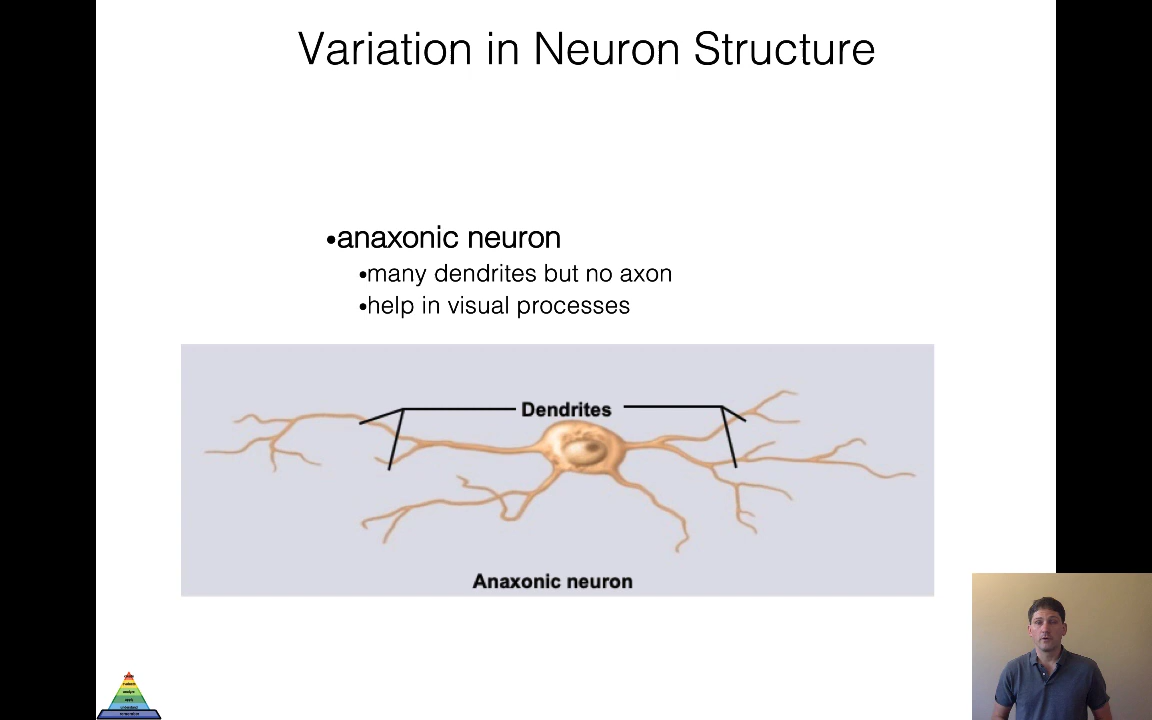 Variation in Neuron Structure
•anaxonic neuron
•many dendrites but no axon
•help in visual processes
Dendrites
Anaxonic neuron